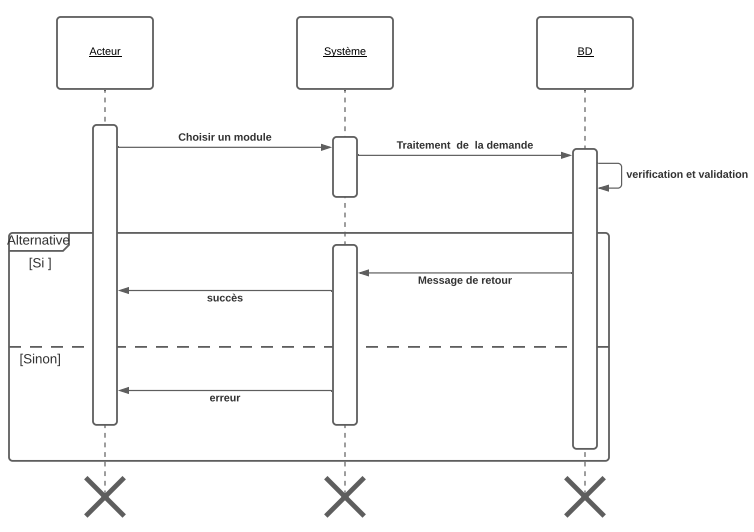 Acteur
Système
BD
Choisir un module
Traitement de la demande
verification et validation
Alternative
[Si ]
Message de retour
succès
[Sinon]
erreur